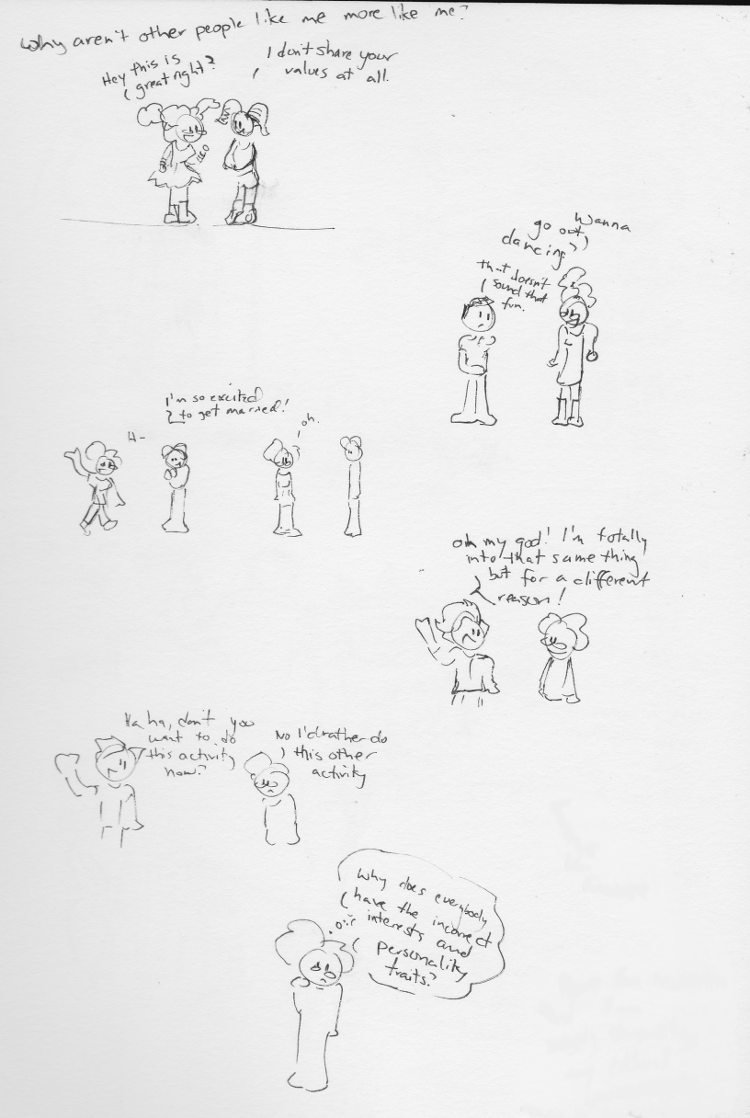 Why aren't other people like me more like me?
Hey this is
great right?
I don't share your
values at all.
Wanna
go out
dancing?
that doesn't
sound that
fun.
I'm so excited
to get married!
Hi-
oh.
oh my god! I'm totally
into that same thing
but for a different
reason!
Ha ha, don't you
want to do
this activity
now?
No I'd rather do
this other
activity
Why does everybody
have the incorrect
interests and
personality
traits?